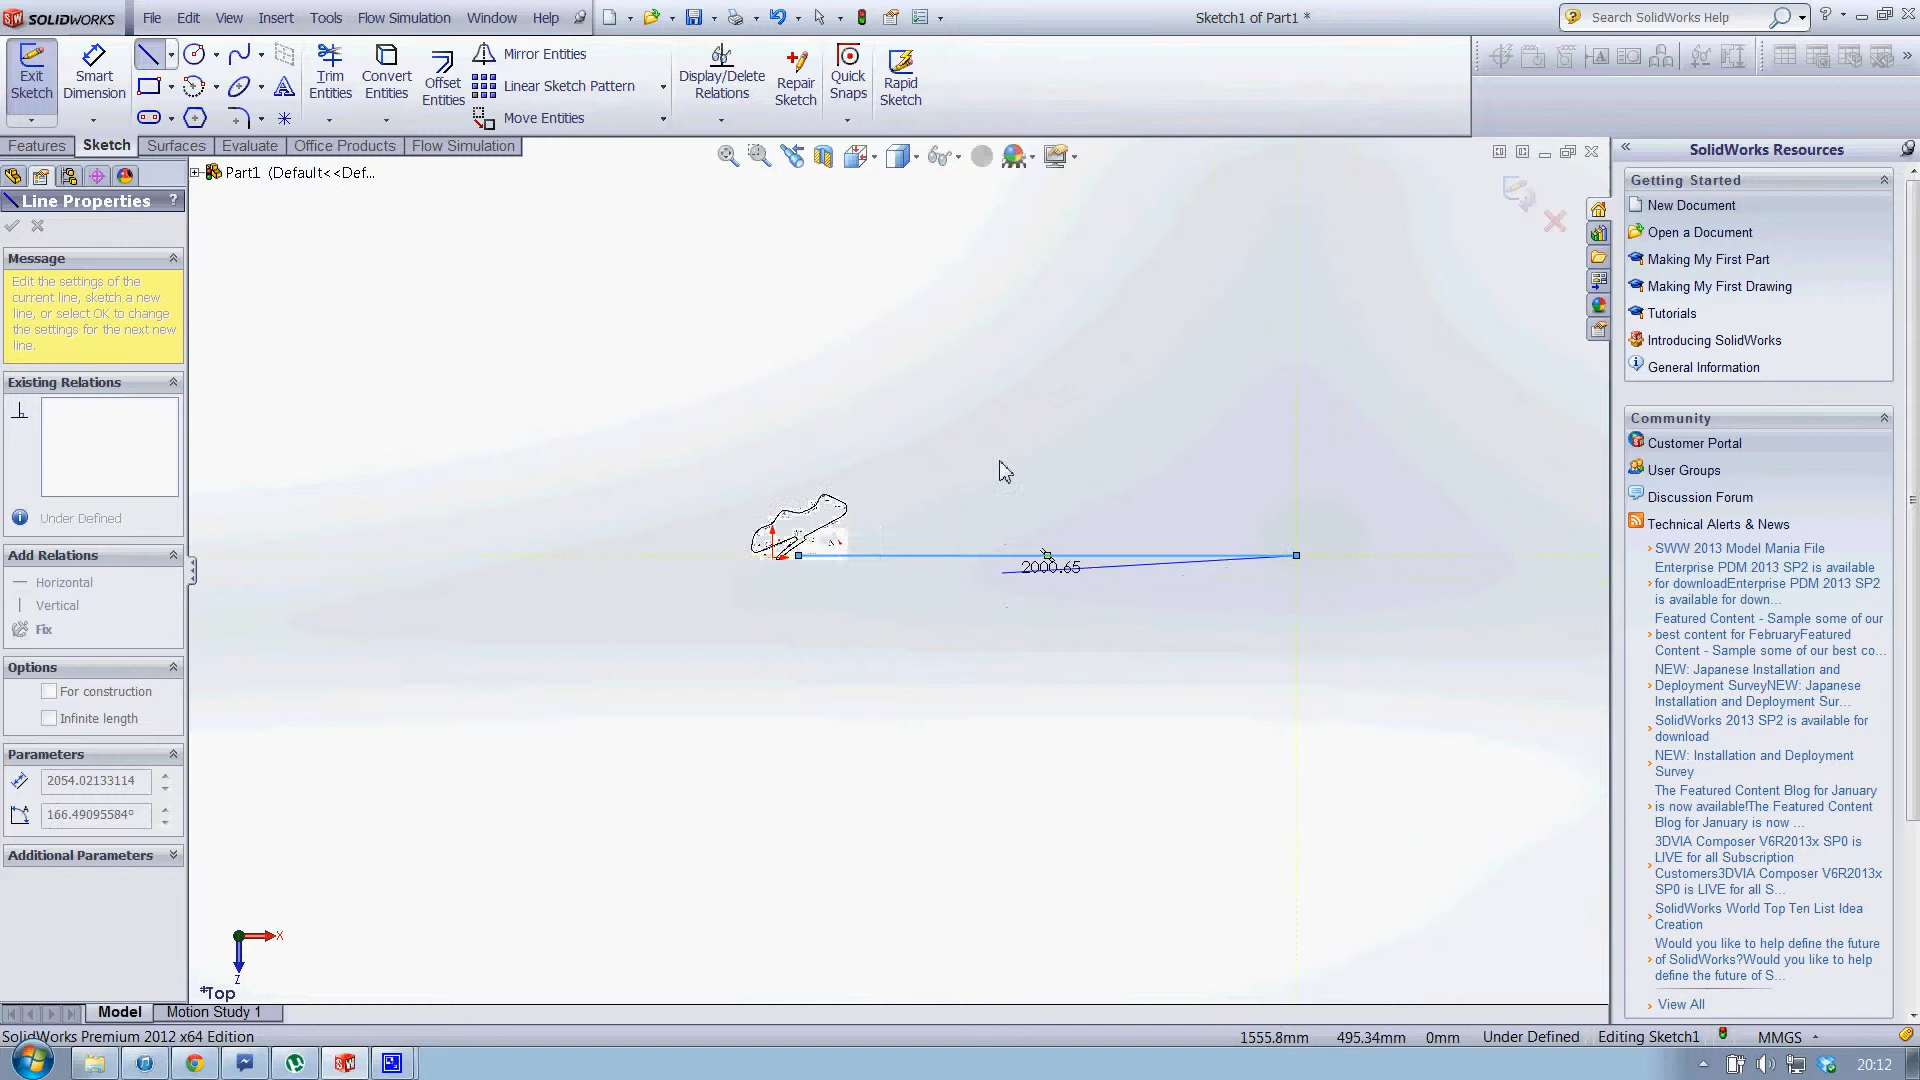 SOLIDWORKS File Edit View Insert Tools Flow Simulation Window Help Sketch1 of Part1 * Search SolidWorks Help
Exit Sketch
Smart Dimension
Trim Entities
Convert Entities
Offset Entities
Mirror Entities
Linear Sketch Pattern
Move Entities
Display/Delete Relations
Repair Sketch
Quick Snaps
Rapid Sketch
Features Sketch Surfaces Evaluate Office Products Flow Simulation
Part1 (Default<<Def...
Line Properties ?
Message
Edit the settings of the
current line, sketch a new
line, or select OK to change
the settings for the next new
line.
Existing Relations
Under Defined
Add Relations
Horizontal
Vertical
Fix
Options
For construction
Infinite length
Parameters
2054.02133114
166.49095584°
Additional Parameters
2000.65
X
Z
*Top
Model Motion Study 1
SolidWorks Resources
Getting Started
New Document
Open a Document
Making My First Part
Making My First Drawing
Tutorials
Introducing SolidWorks
General Information
Community
Customer Portal
User Groups
Discussion Forum
Technical Alerts & News
SWW 2013 Model Mania File
Enterprise PDM 2013 SP2 is
available for
downloadEnterprise PDM 2013 SP2
is available for down...
Featured Content - Sample some of our
best content for FebruaryFeatured
Content - Sample some of our best co...
NEW: Japanese Installation and
Deployment SurveyNEW: Japanese
Installation and Deployment Sur...
SolidWorks 2013 SP2 is available for
download
NEW: Installation and Deployment
Survey
The Featured Content Blog for January
is now available!The Featured Content
Blog for January is now ...
3DVIA Composer V6R2013x SP0 is
LIVE for all Subscription
Customers3DVIA Composer V6R2013x
SP0 is LIVE for all S...
SolidWorks World Top Ten List Idea
Creation
Would you like to help define the future
of SolidWorks?Would you like to help
define the future of S...
View All
SolidWorks Premium 2012 x64 Edition 1555.8mm 495.34mm 0mm Under Defined Editing Sketch1 MMGS
20:12